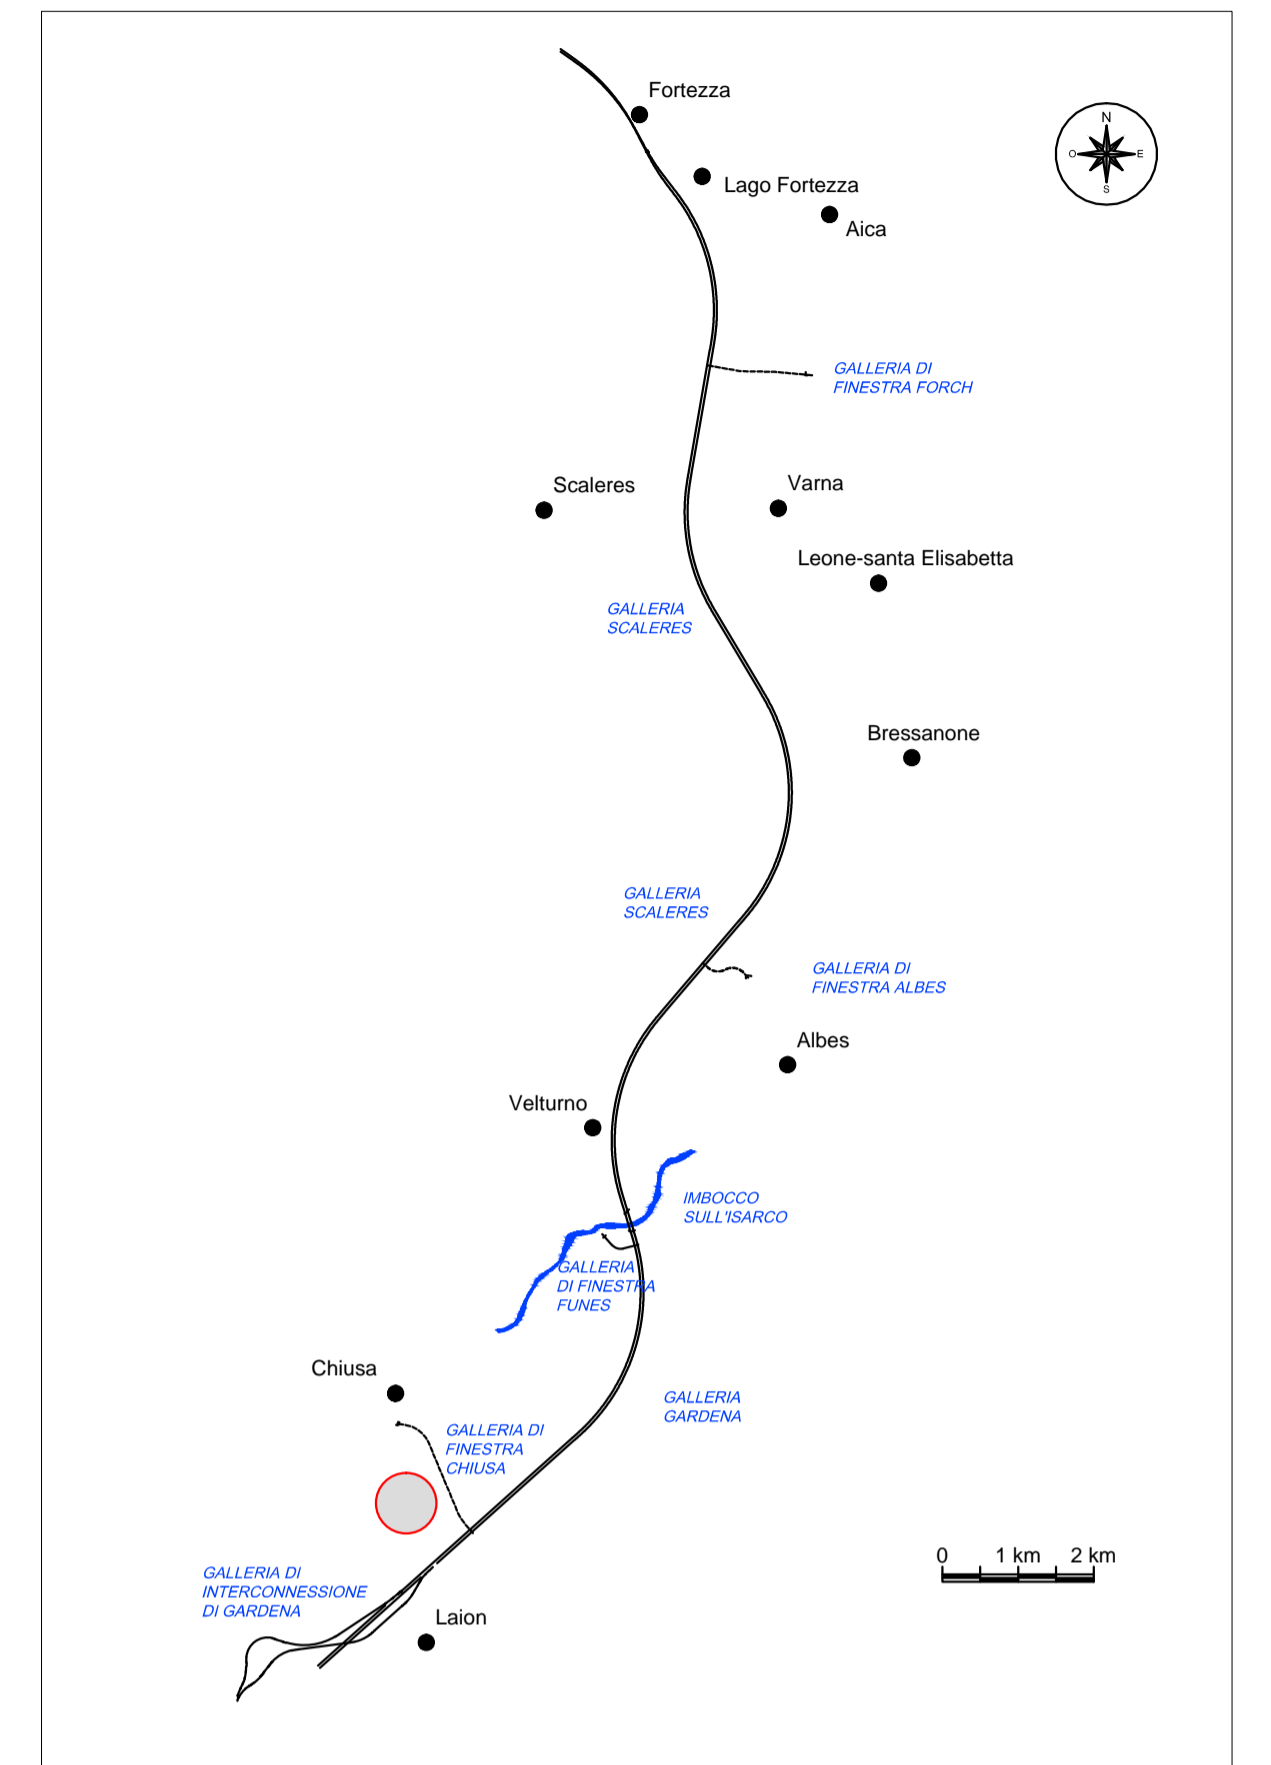 Fortezza
N
O
E
S
Lago Fortezza
Aica
GALLERIA DI
FINESTRA FORCH
Scaleres
Varna
Leone-santa Elisabetta
GALLERIA
SCALERES
Bressanone
GALLERIA
SCALERES
GALLERIA DI
FINESTRA ALBES
Albes
Velturno
IMBOCCO
SULL'ISARCO
GALLERIA
DI FINESTRA
FUNES
Chiusa
GALLERIA
GARDENA
GALLERIA DI
FINESTRA
CHIUSA
0 1 km 2 km
GALLERIA DI
INTERCONNESSIONE
DI GARDENA
Laion